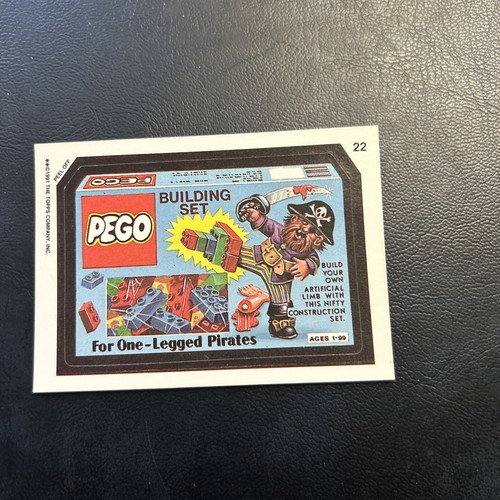 22
**©1991 THE TOPPS COMPANY, INC.
PEEL OFF
PEGO
BUILDING
SET
PEGO
BUILD
YOUR
OWN
ARTIFICIAL
LIMB WITH
THIS NIFTY
CONSTRUCTION
SET.
For One-Legged Pirates
AGES 1-99